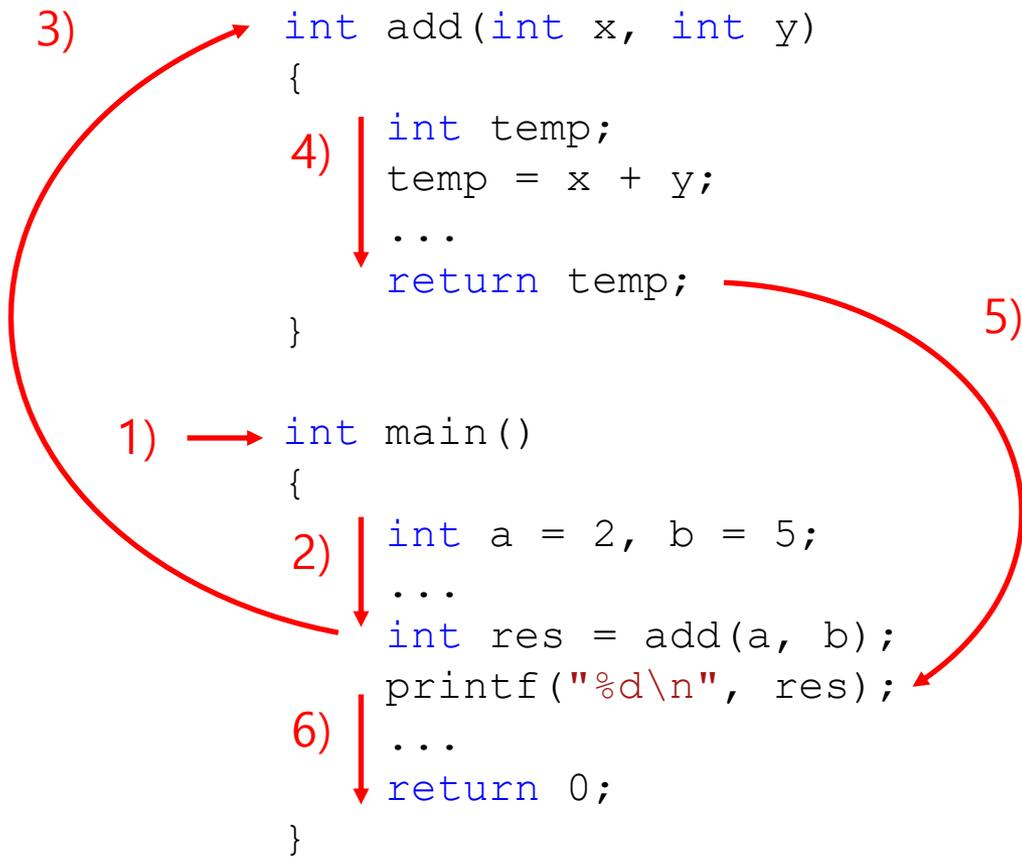 3) int add(int x, int y)
{
4) int temp;
temp = x + y;
...
return temp;
5)
}
1) int main()
{
2) int a = 2, b = 5;
...
int res = add(a, b);
printf("%d\n", res);
6) ...
return 0;
}